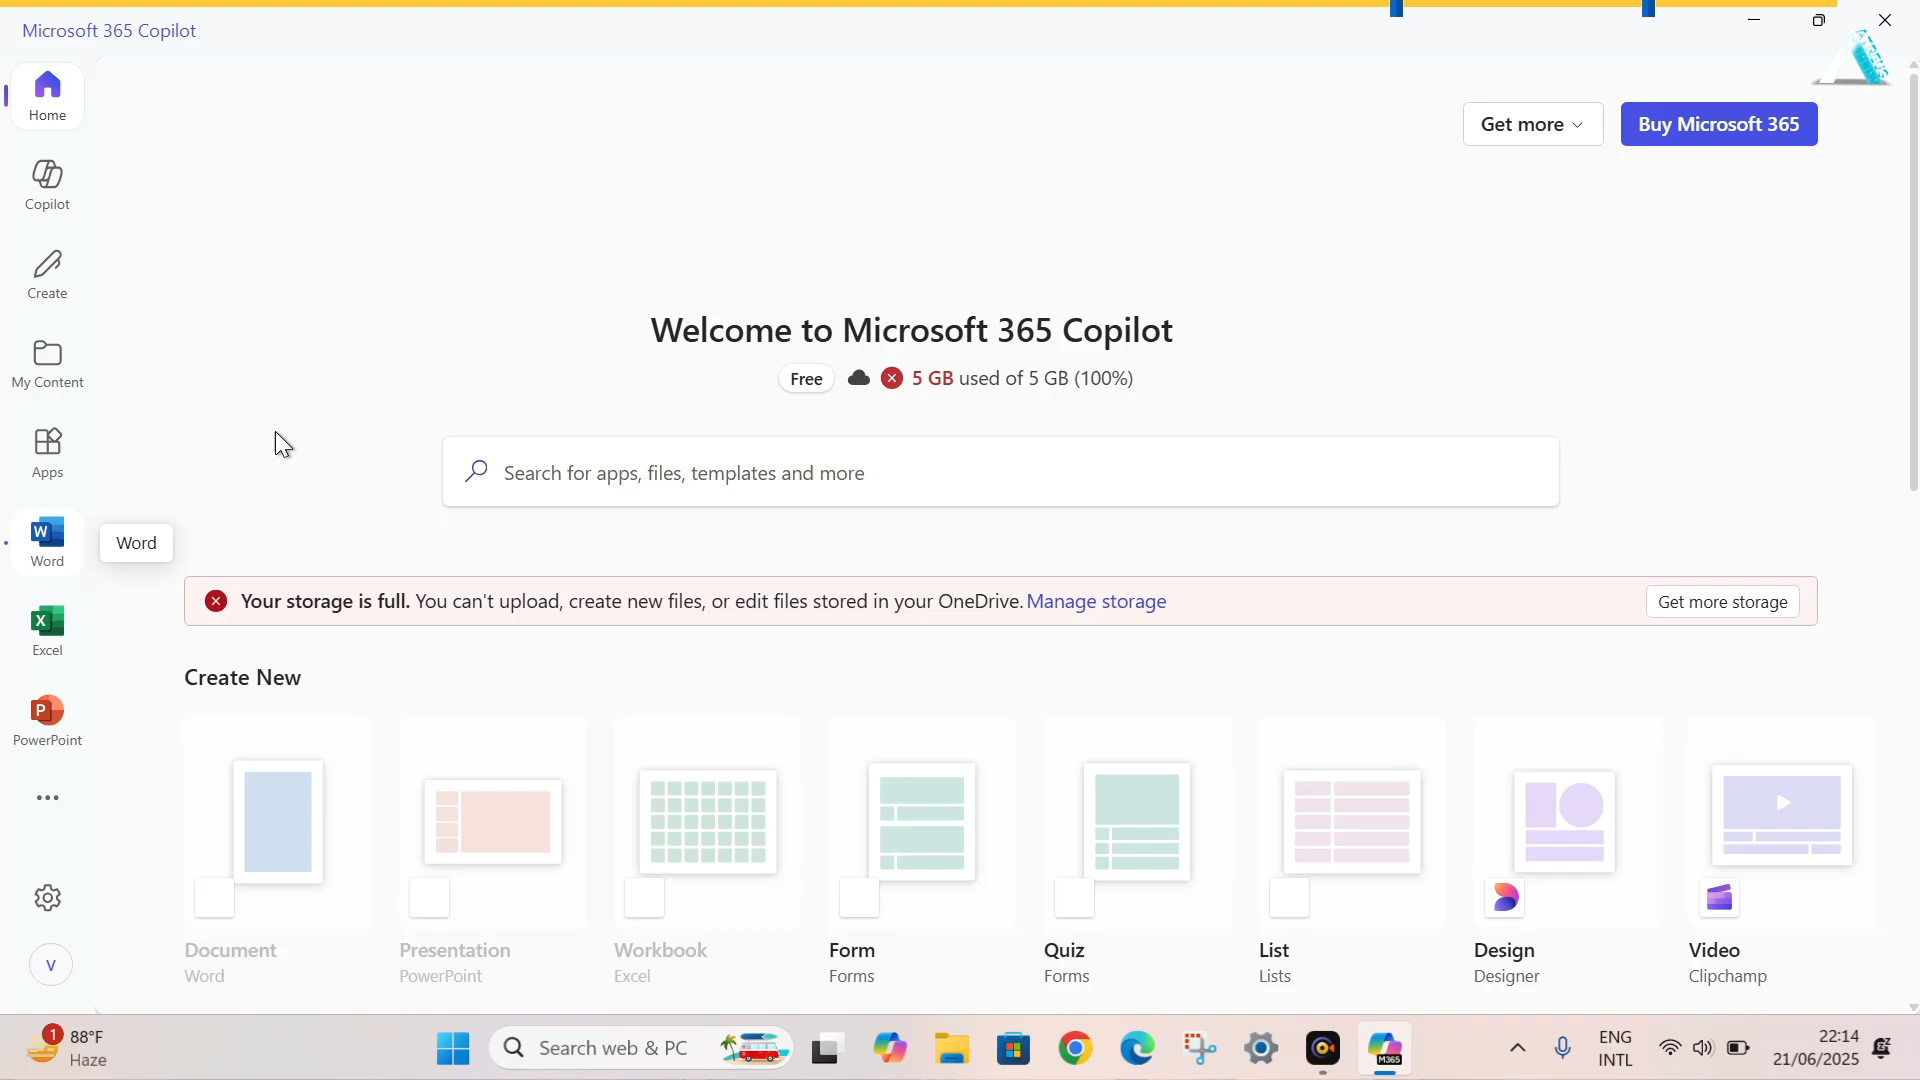 Microsoft 365 Copilot
Home
Copilot
Create
My Content
Apps
Word
Word
Excel
PowerPoint
V
Get more
Buy Microsoft 365
Welcome to Microsoft 365 Copilot
Free 5 GB used of 5 GB (100%)
Search for apps, files, templates and more
Your storage is full. You can't upload, create new files, or edit files stored in your OneDrive. Manage storage
Get more storage
Create New
Document
Word
Presentation
PowerPoint
Workbook
Excel
Form
Forms
Quiz
Forms
List
Lists
Design
Designer
Video
Clipchamp
1
88°F
Haze
Search web & PC
M365
ENG
INTL
22:14
21/06/2025